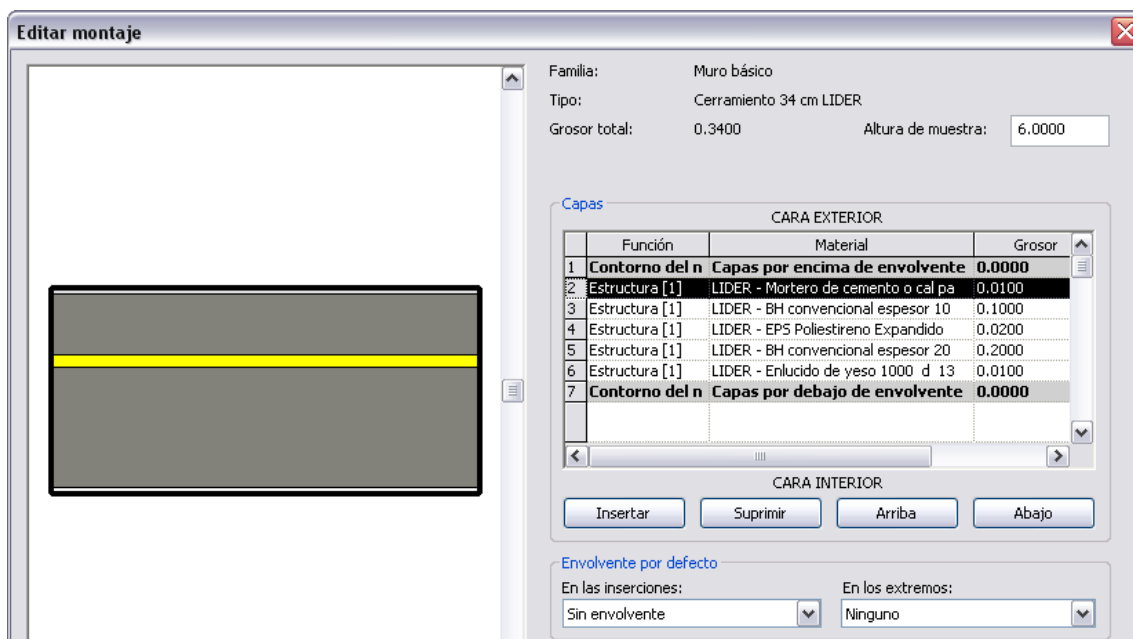 Editar montaje
Familia: Muro básico
Tipo: Cerramiento 34 cm LIDER
Grosor total: 0.3400 Altura de muestra: 6.0000
Capas
CARA EXTERIOR
Función Material Grosor
1 Contorno del n Capas por encima de envolvente 0.0000
2 Estructura [1] LIDER - Mortero de cemento o cal pa 0.0100
3 Estructura [1] LIDER - BH convencional espesor 10 0.1000
4 Estructura [1] LIDER - EPS Poliestireno Expandido 0.0200
5 Estructura [1] LIDER - BH convencional espesor 20 0.2000
6 Estructura [1] LIDER - Enlucido de yeso 1000 d 13 0.0100
7 Contorno del n Capas por debajo de envolvente 0.0000
CARA INTERIOR
Insertar Suprimir Arriba Abajo
Envolvente por defecto
En las inserciones: En los extremos:
Sin envolvente Ninguno